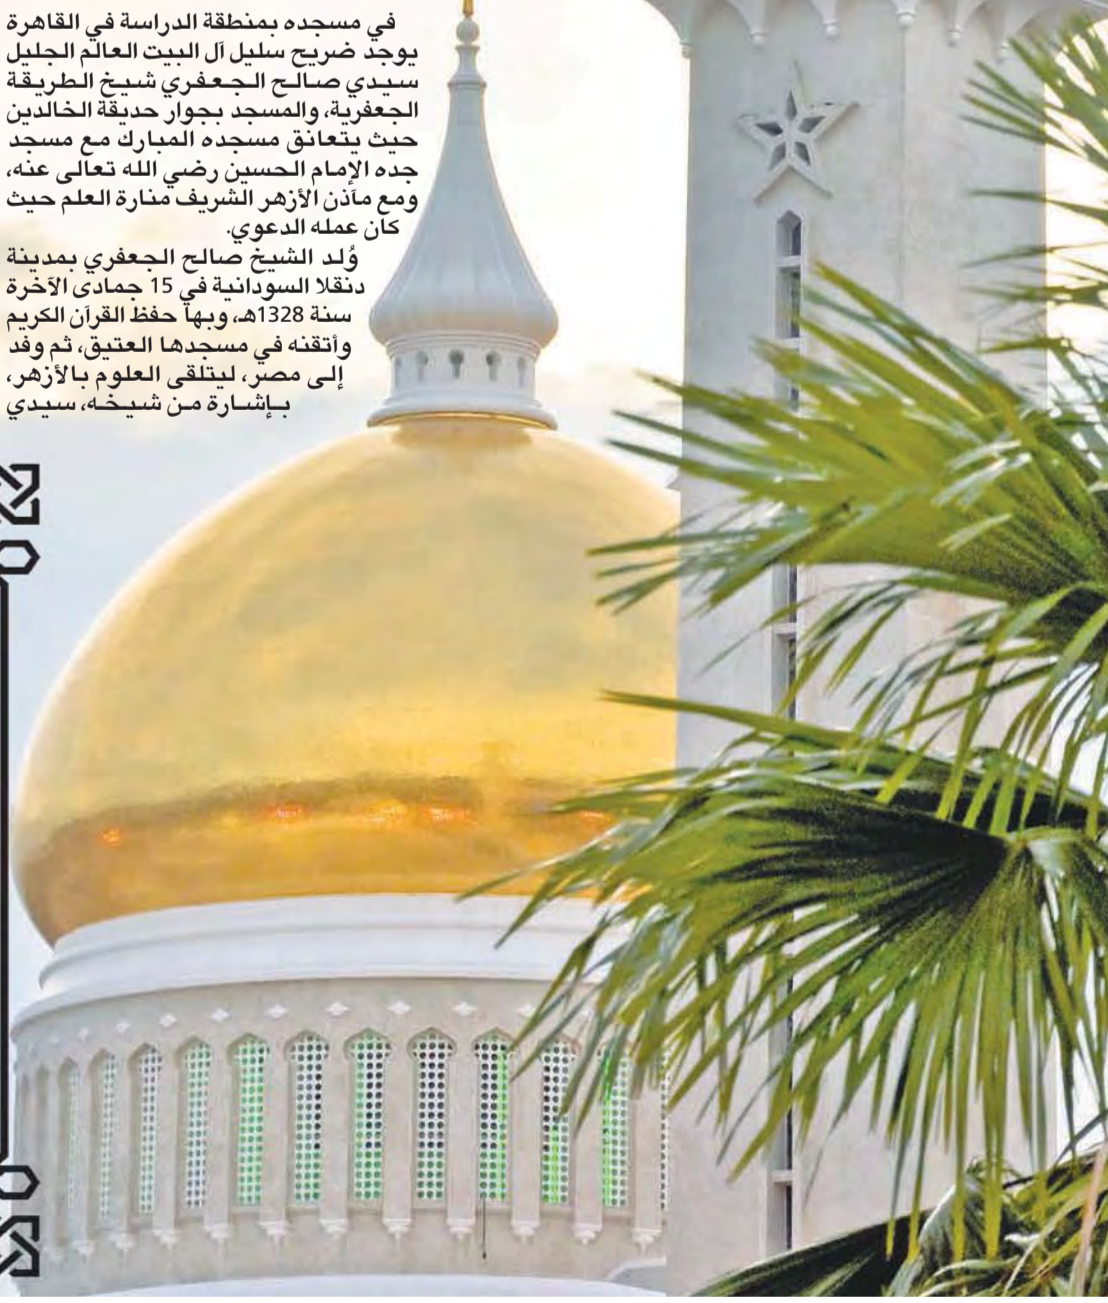 في مسجده بمنطقة الدراسة في القاهرة
يوجد ضريح سليل آل البيت العالم الجليل
سيدي صالح الجعفري شيخ الطريقة
الجعفرية، والمسجد بجوار حديقة الخالدين
حيث يتعانق مسجده المبارك مع مسجد
جده الإمام الحسين رضي الله تعالى عنه،
ومع مآذن الأزهر الشريف منارة العلم حيث
كان عمله الدعوي.
وُلد الشيخ صالح الجعفري بمدينة
دنقلا السودانية في 15 جمادى الآخرة
سنة 1328هـ، وبها حفظ القرآن الكريم
وأتقنه في مسجدها العتيق، ثم وفد
إلى مصر، ليتلقى العلوم بالأزهر،
بإشارة من شيخه، سيدي